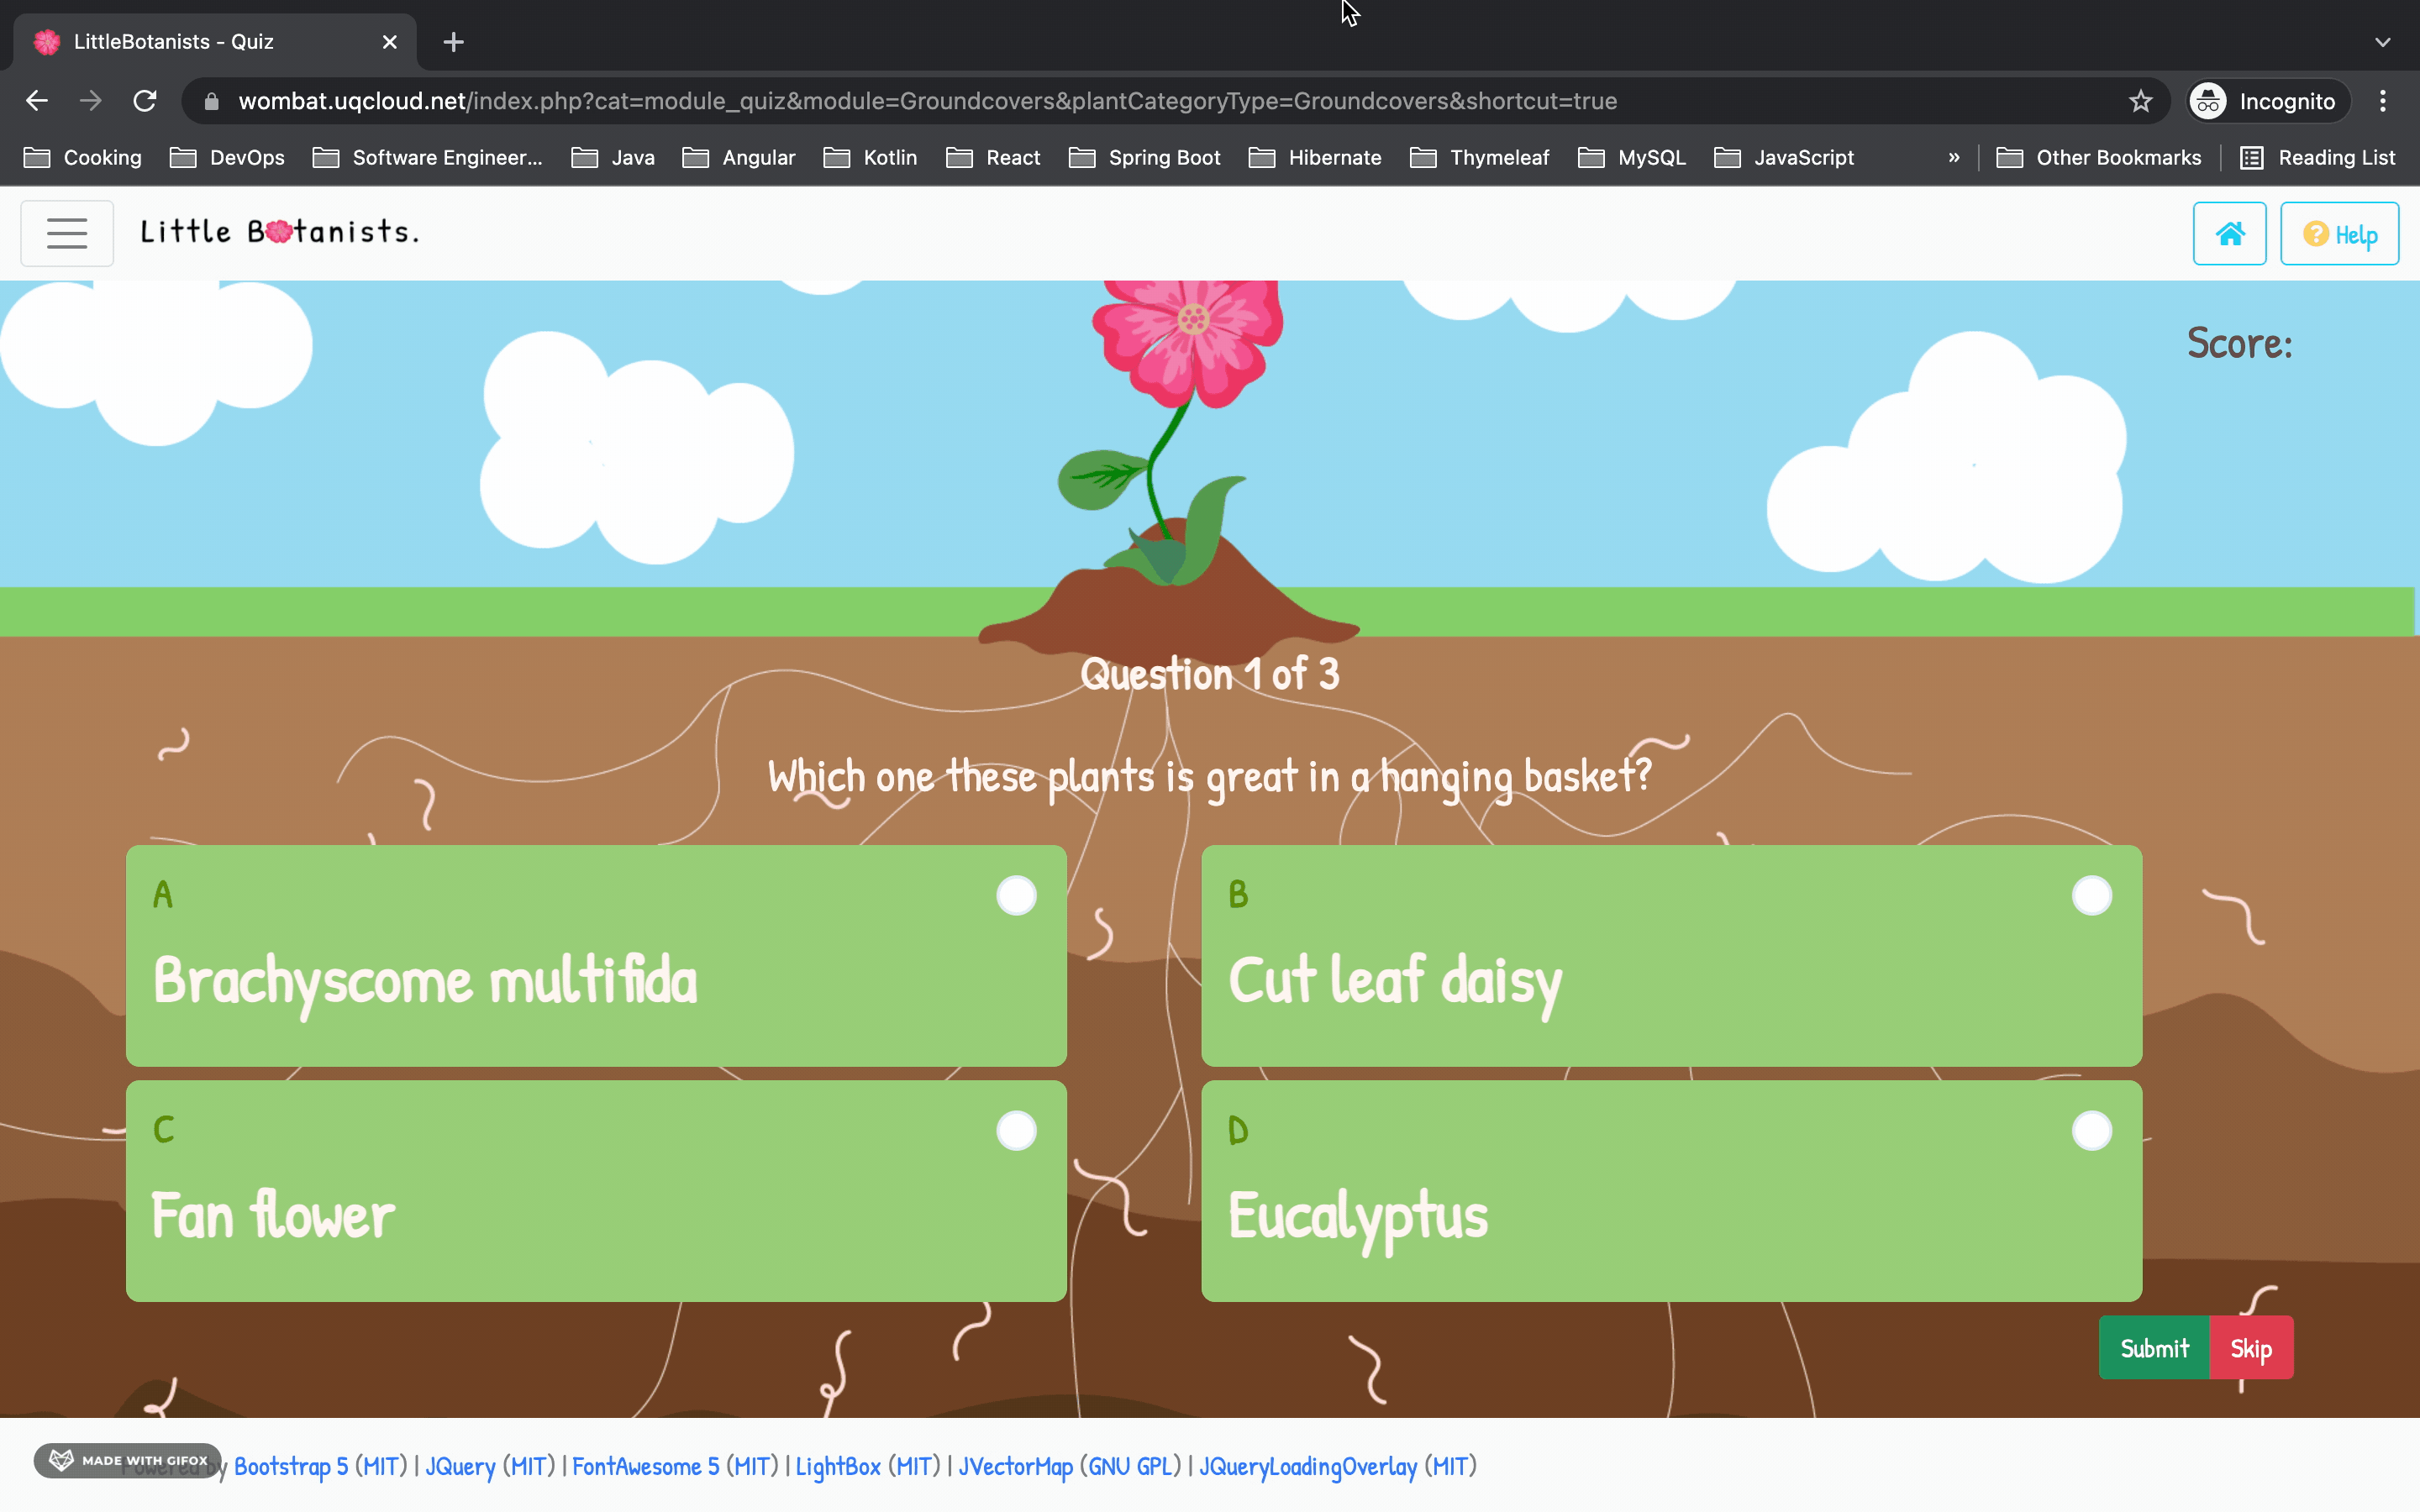 LittleBotanists - Quiz
wombat.uqcloud.net/index.php?cat=module_quiz&module=Groundcovers&plantCategoryType=Groundcovers&shortcut=true
Incognito
Cooking DevOps Software Engineer... Java Angular Kotlin React Spring Boot Hibernate Thymeleaf MySQL JavaScript » Other Bookmarks Reading List
Little Botanists.
? Help
Score:
Question 1 of 3
Which one these plants is great in a hanging basket?
A
Brachyscome multifida
B
Cut leaf daisy
C
Fan flower
D
Eucalyptus
Submit Skip
MADE WITH GIFOX
Powered by Bootstrap 5 (MIT) | JQuery (MIT) | FontAwesome 5 (MIT) | LightBox (MIT) | JVectorMap (GNU GPL) | JQueryLoadingOverlay (MIT)